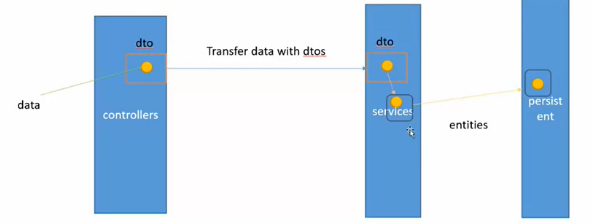 dto
dto
Transfer data with dtos
data
controllers
services
persist
ent
entities